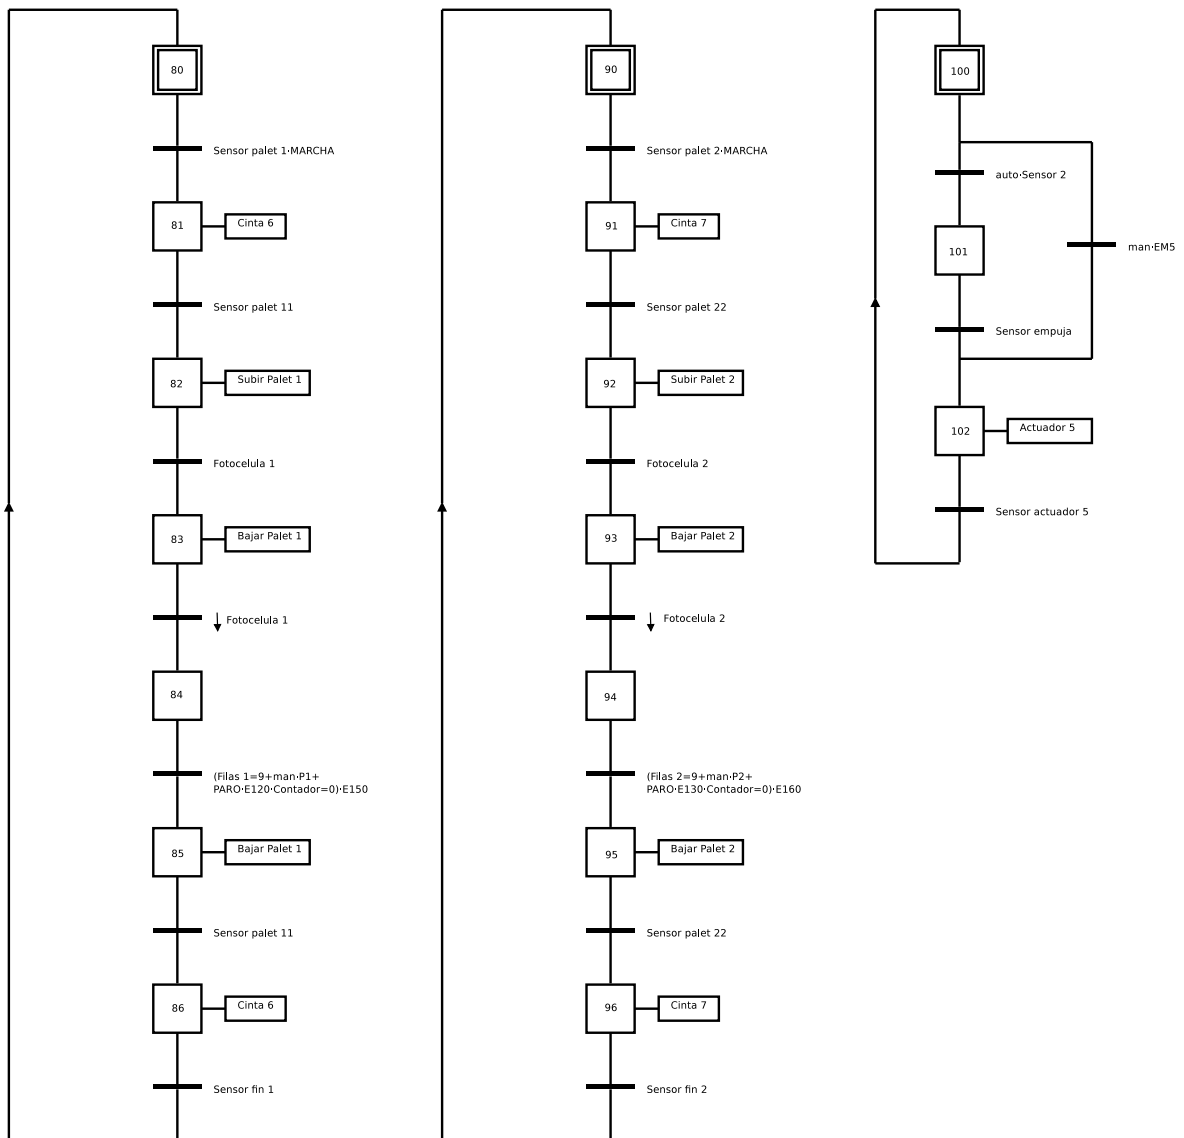 80
Sensor palet 1·MARCHA
81
Cinta 6
Sensor palet 11
82
Subir Palet 1
Fotocelula 1
83
Bajar Palet 1
Fotocelula 1
84
(Filas 1=9+man·P1+
PARO·E120·Contador=0)·E150
85
Bajar Palet 1
Sensor palet 11
86
Cinta 6
Sensor fin 1
90
Sensor palet 2·MARCHA
91
Cinta 7
Sensor palet 22
92
Subir Palet 2
Fotocelula 2
93
Bajar Palet 2
Fotocelula 2
94
(Filas 2=9+man·P2+
PARO·E130·Contador=0)·E160
95
Bajar Palet 2
Sensor palet 22
96
Cinta 7
Sensor fin 2
100
auto·Sensor 2
101
man·EM5
Sensor empuja
102
Actuador 5
Sensor actuador 5